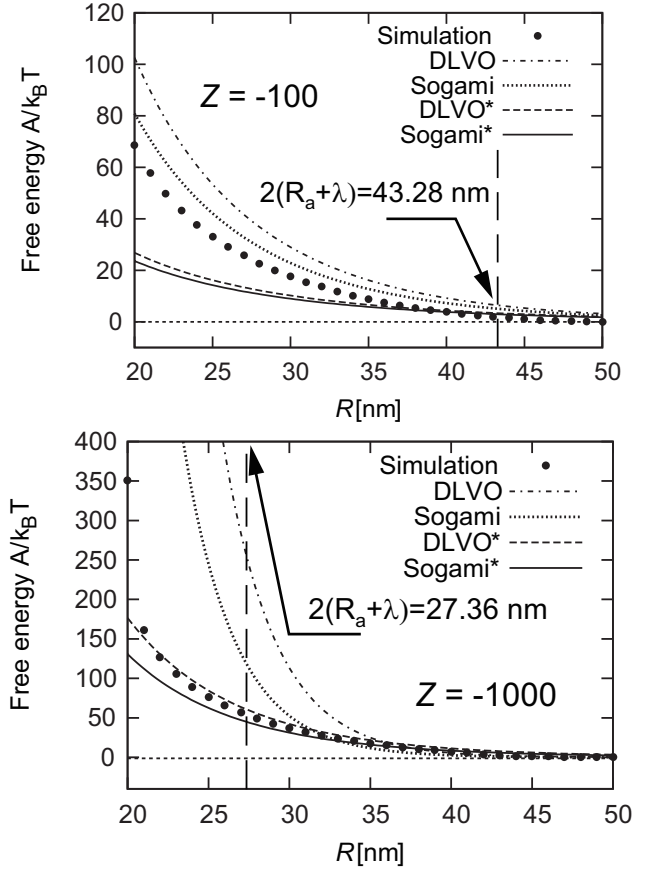 Free energy A/k_BT
120
100
80
60
40
20
0
Simulation
DLVO
Sogami
DLVO*
Sogami*
Z = -100
2(R_a+λ)=43.28 nm
20 25 30 35 40 45 50
R[nm]
Free energy A/k_BT
400
350
300
250
200
150
100
50
0
Simulation
DLVO
Sogami
DLVO*
Sogami*
2(R_a+λ)=27.36 nm
Z = -1000
20 25 30 35 40 45 50
R[nm]